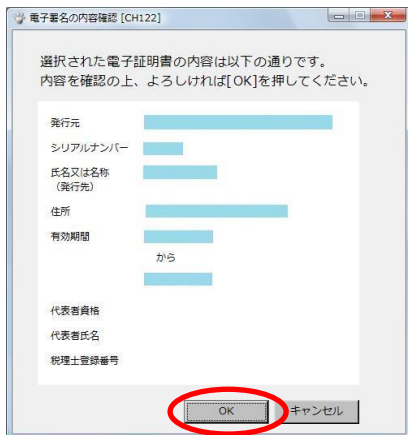 電子署名の内容確認 [CH122]
選択された電子証明書の内容は以下の通りです。
内容を確認の上、よろしければ[OK]を押してください。
発行元
シリアルナンバー
氏名又は名称
（発行先）
住所
有効期間
から
代表者資格
代表者氏名
税理士登録番号
OK キャンセル